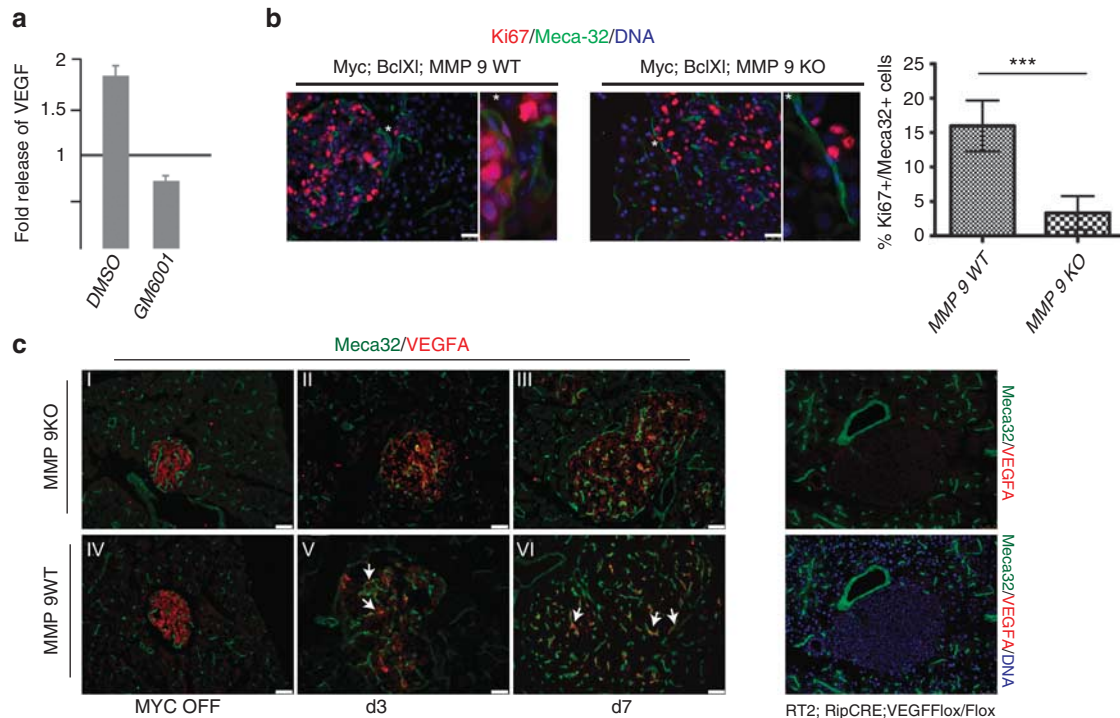 a
Fold release of VEGF
2
1.5
1
DMSO
GM6001
b
Ki67/Meca-32/DNA
Myc; BclXl; MMP 9 WT
Myc; BclXl; MMP 9 KO
*
*
*
*
% Ki67+/Meca32+ cells
25
20
15
10
5
0
***
MMP 9 WT
MMP 9 KO
c
Meca32/VEGFA
MMP 9KO
I
II
III
Meca32/VEGFA
MMP 9WT
IV
V
VI
Meca32/VEGFA/DNA
MYC OFF
d3
d7
RT2; RipCRE;VEGFFlox/Flox